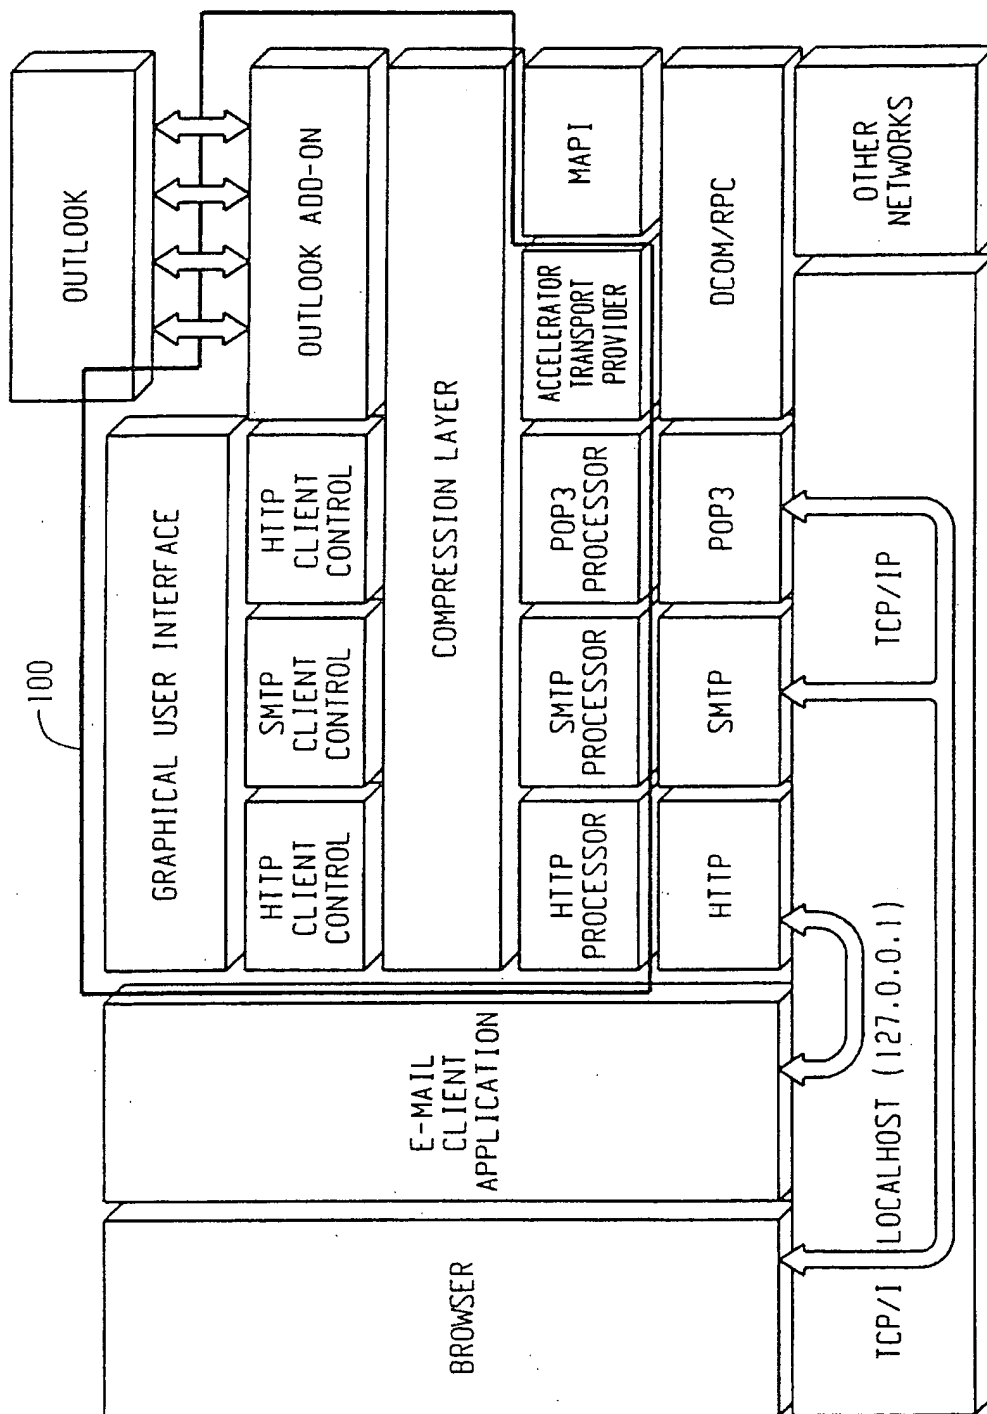 OUTLOOK
100
GRAPHICAL USER INTERFACE
HTTP
CLIENT
CONTROL
SMTP
CLIENT
CONTROL
HTTP
CLIENT
CONTROL
OUTLOOK ADD-ON
COMPRESSION LAYER
E-MAIL
CLIENT
APPLICATION
BROWSER
HTTP
PROCESSOR
SMTP
PROCESSOR
POP3
PROCESSOR
ACCELERATOR
TRANSPORT
PROVIDER
MAPI
HTTP
SMTP
POP3
DCOM/RPC
TCP/I LOCALHOST (127.0.0.1)
TCP/IP
OTHER
NETWORKS